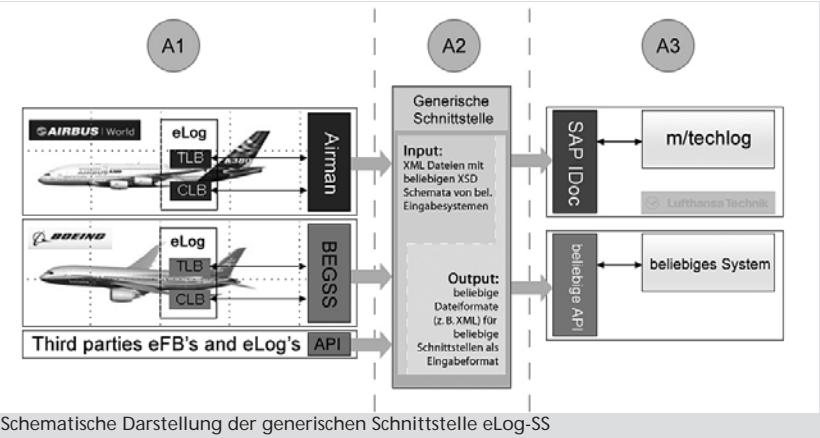 A1
A2
A3
AIRBUS | World
eLog
TLB
CLB
A380
Airman
BOEING
eLog
TLB
CLB
BEGSS
Third parties eFB's and eLog's
API
Generische
Schnittstelle
Input:
XML Dateien mit
beliebigen XSD
Schemata von bel.
Eingabesystemen
Output:
beliebige
Dateiformate
(z. B. XML) für
beliebige
Schnittstellen als
Eingabeformat
SAP IDoc
m/techlog
Lufthansa Technik
beliebige API
beliebiges System
Schematische Darstellung der generischen Schnittstelle eLog-SS